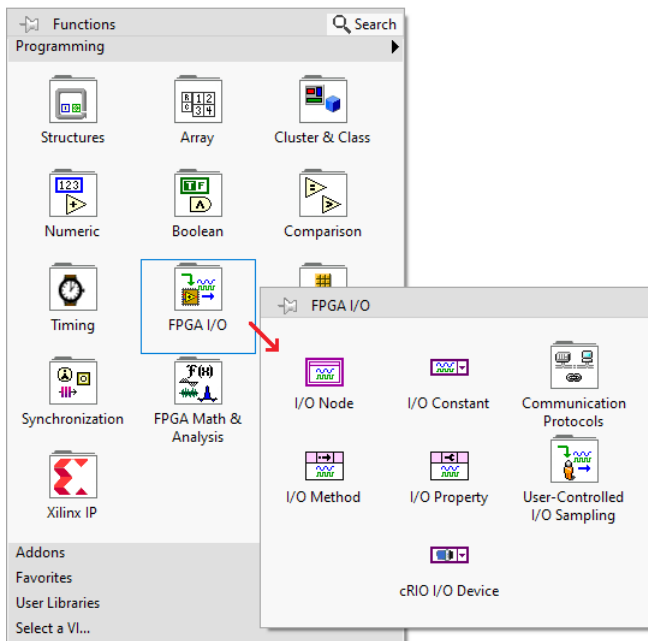 Functions
Search
Programming
Structures
Array
Cluster & Class
Numeric
Boolean
Comparison
Timing
FPGA I/O
Synchronization
FPGA Math &
Analysis
Xilinx IP
Addons
Favorites
User Libraries
Select a VI...
FPGA I/O
I/O Node
I/O Constant
Communication
Protocols
I/O Method
I/O Property
User-Controlled
I/O Sampling
cRIO I/O Device